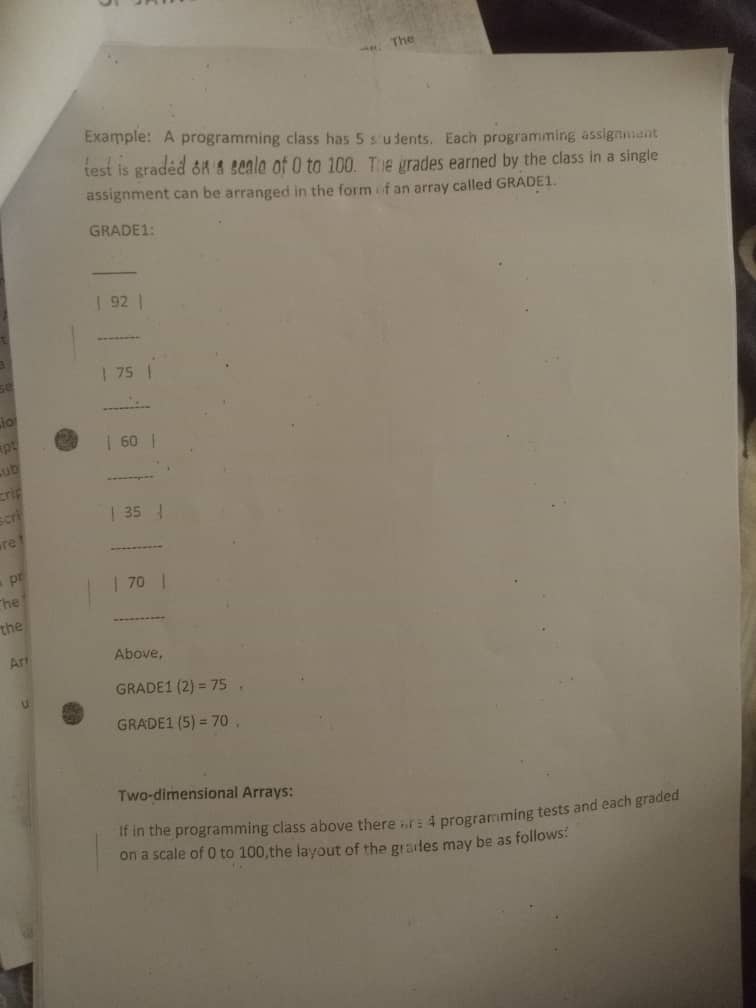 The
Example: A programming class has 5 students. Each programming assignment
test is graded on a scale of 0 to 100. The grades earned by the class in a single
assignment can be arranged in the form of an array called GRADE1.
GRADE1:
| 92 |
--------
| 75 |
---------
| 60 |
---------
| 35 |
----------
| 70 |
----------
Above,
GRADE1 (2) = 75 ,
GRADE1 (5) = 70 .
Two-dimensional Arrays:
If in the programming class above there are 4 programming tests and each graded
on a scale of 0 to 100,the layout of the grades may be as follows: